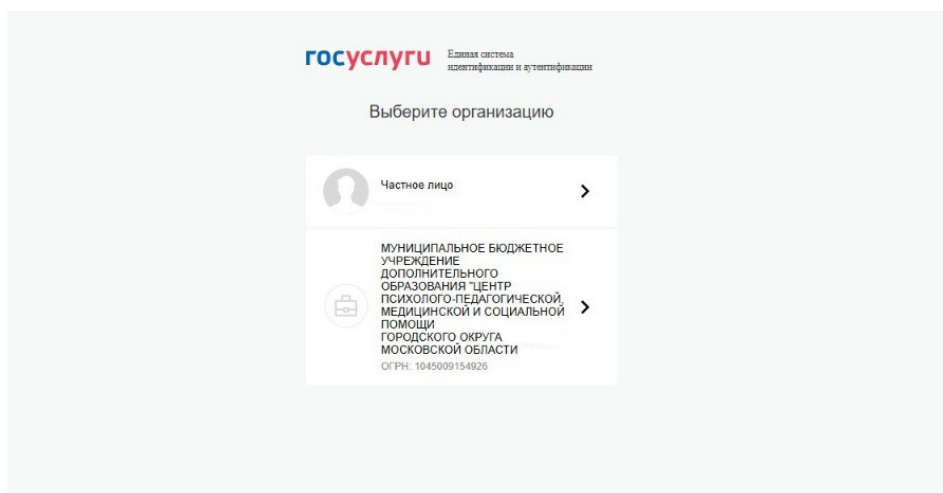 госуслуги
Единая система
идентификации и аутентификации
Выберите организацию
Частное лицо
МУНИЦИПАЛЬНОЕ БЮДЖЕТНОЕ
УЧРЕЖДЕНИЕ
ДОПОЛНИТЕЛЬНОГО
ОБРАЗОВАНИЯ "ЦЕНТР
ПСИХОЛОГО-ПЕДАГОГИЧЕСКОЙ,
МЕДИЦИНСКОЙ И СОЦИАЛЬНОЙ
ПОМОЩИ
ГОРОДСКОГО ОКРУГА
МОСКОВСКОЙ ОБЛАСТИ
ОГРН: 1045009154926